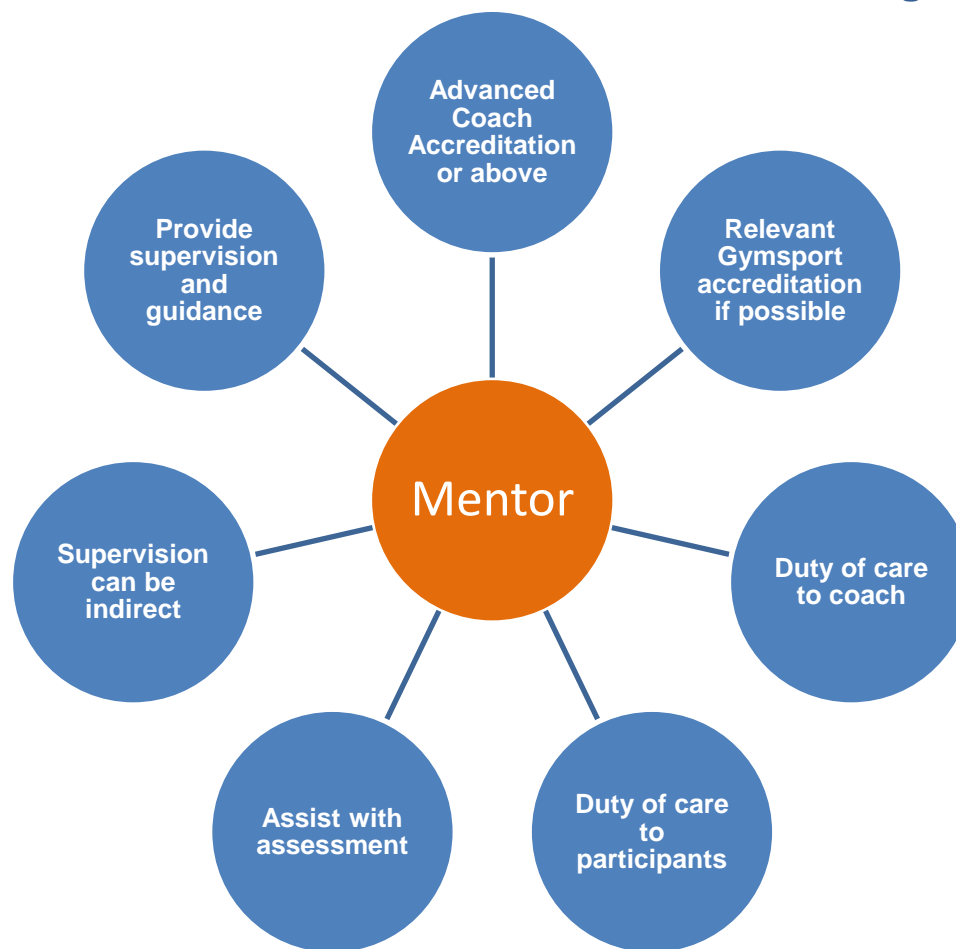 Advanced
Coach
Accreditation
or above
Relevant
Gymsport
accreditation
if possible
Duty of care
to coach
Duty of care
to
participants
Assist with
assessment
Supervision
can be
indirect
Provide
supervision
and
guidance
Mentor